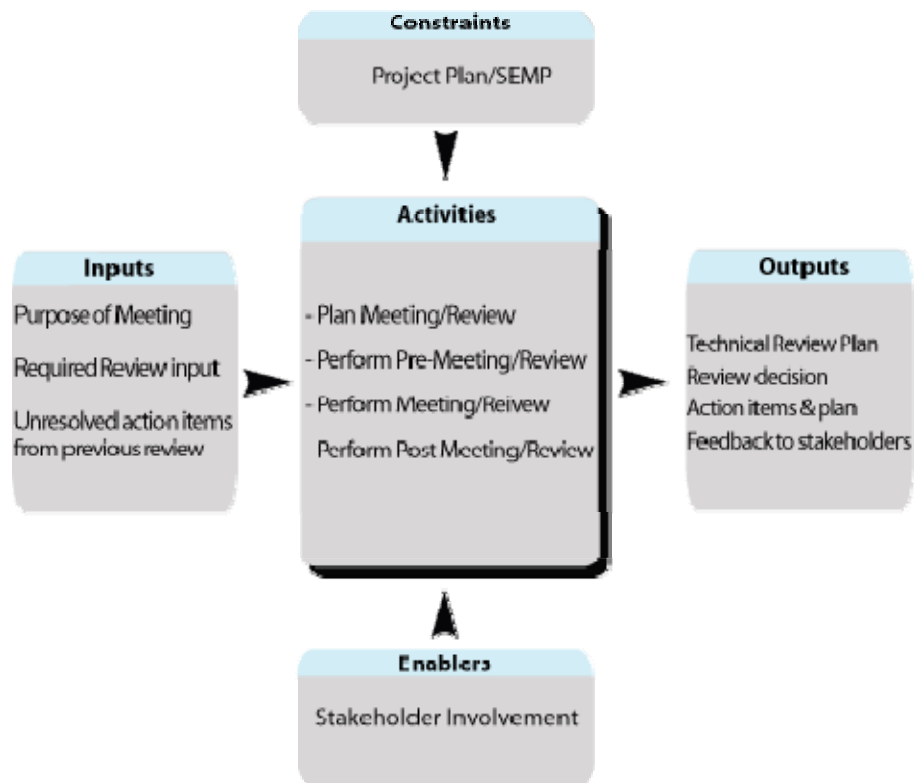 Constraints
Project Plan/SEMP
Activities
- Plan Meeting/Review
- Perform Pre-Meeting/Review
- Perform Meeting/Reivew
Perform Post Meeting/Review
Inputs
Purpose of Meeting
Required Review input
Unresolved action items
from previous review
Outputs
Technical Review Plan
Review decision
Action items & plan
Feedback to stakeholders
Enablers
Stakeholder Involvement